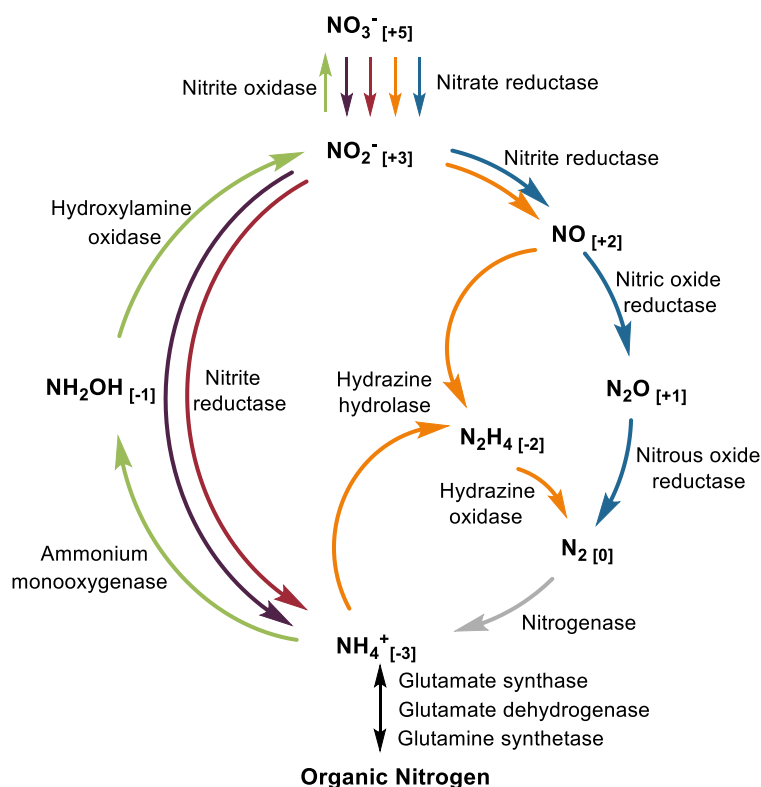 NO₃⁻ [+5]
Nitrite oxidase
Nitrate reductase
NO₂⁻ [+3]
Nitrite reductase
Hydroxylamine
oxidase
NO [+2]
Nitric oxide
reductase
NH₂OH [-1]
Nitrite
reductase
Hydrazine
hydrolase
N₂O [+1]
N₂H₄ [-2]
Nitrous oxide
reductase
Hydrazine
oxidase
Ammonium
monooxygenase
N₂ [0]
Nitrogenase
NH₄⁺ [-3]
Glutamate synthase
Glutamate dehydrogenase
Glutamine synthetase
Organic Nitrogen